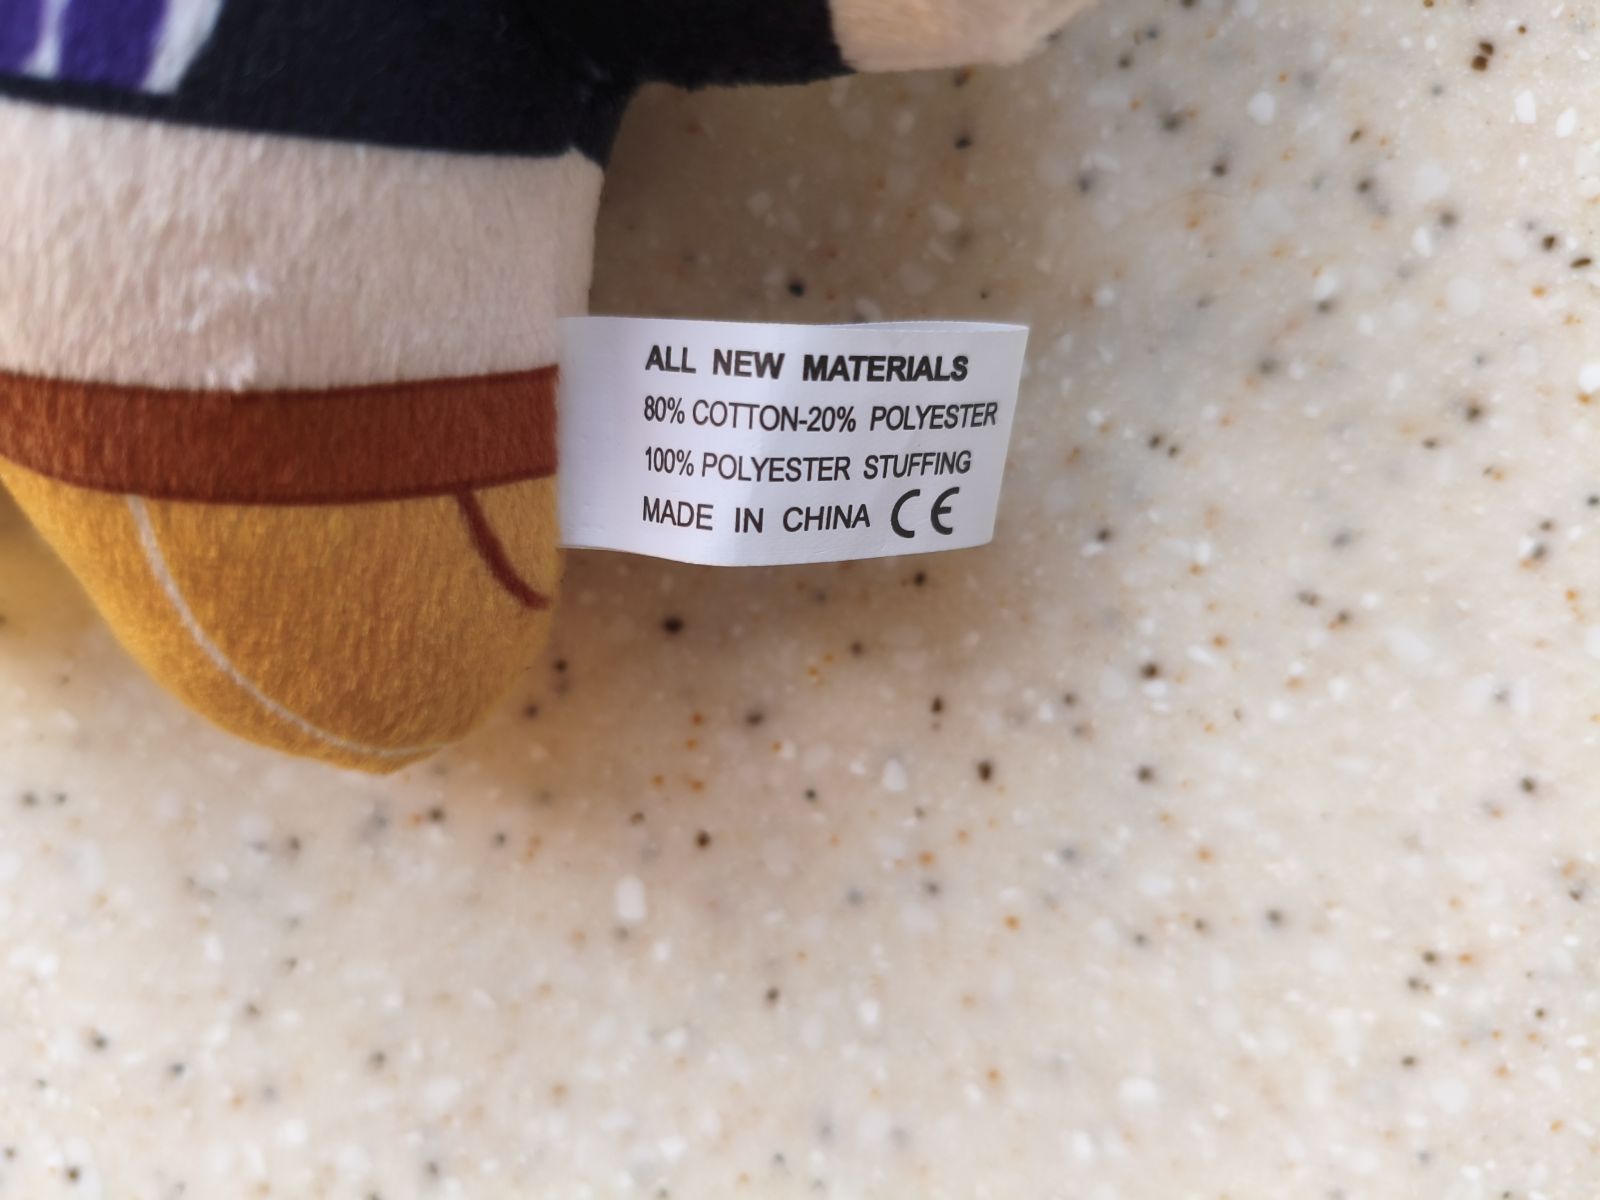 ALL NEW MATERIALS
80% COTTON-20% POLYESTER
100% POLYESTER STUFFING
MADE IN CHINA CE